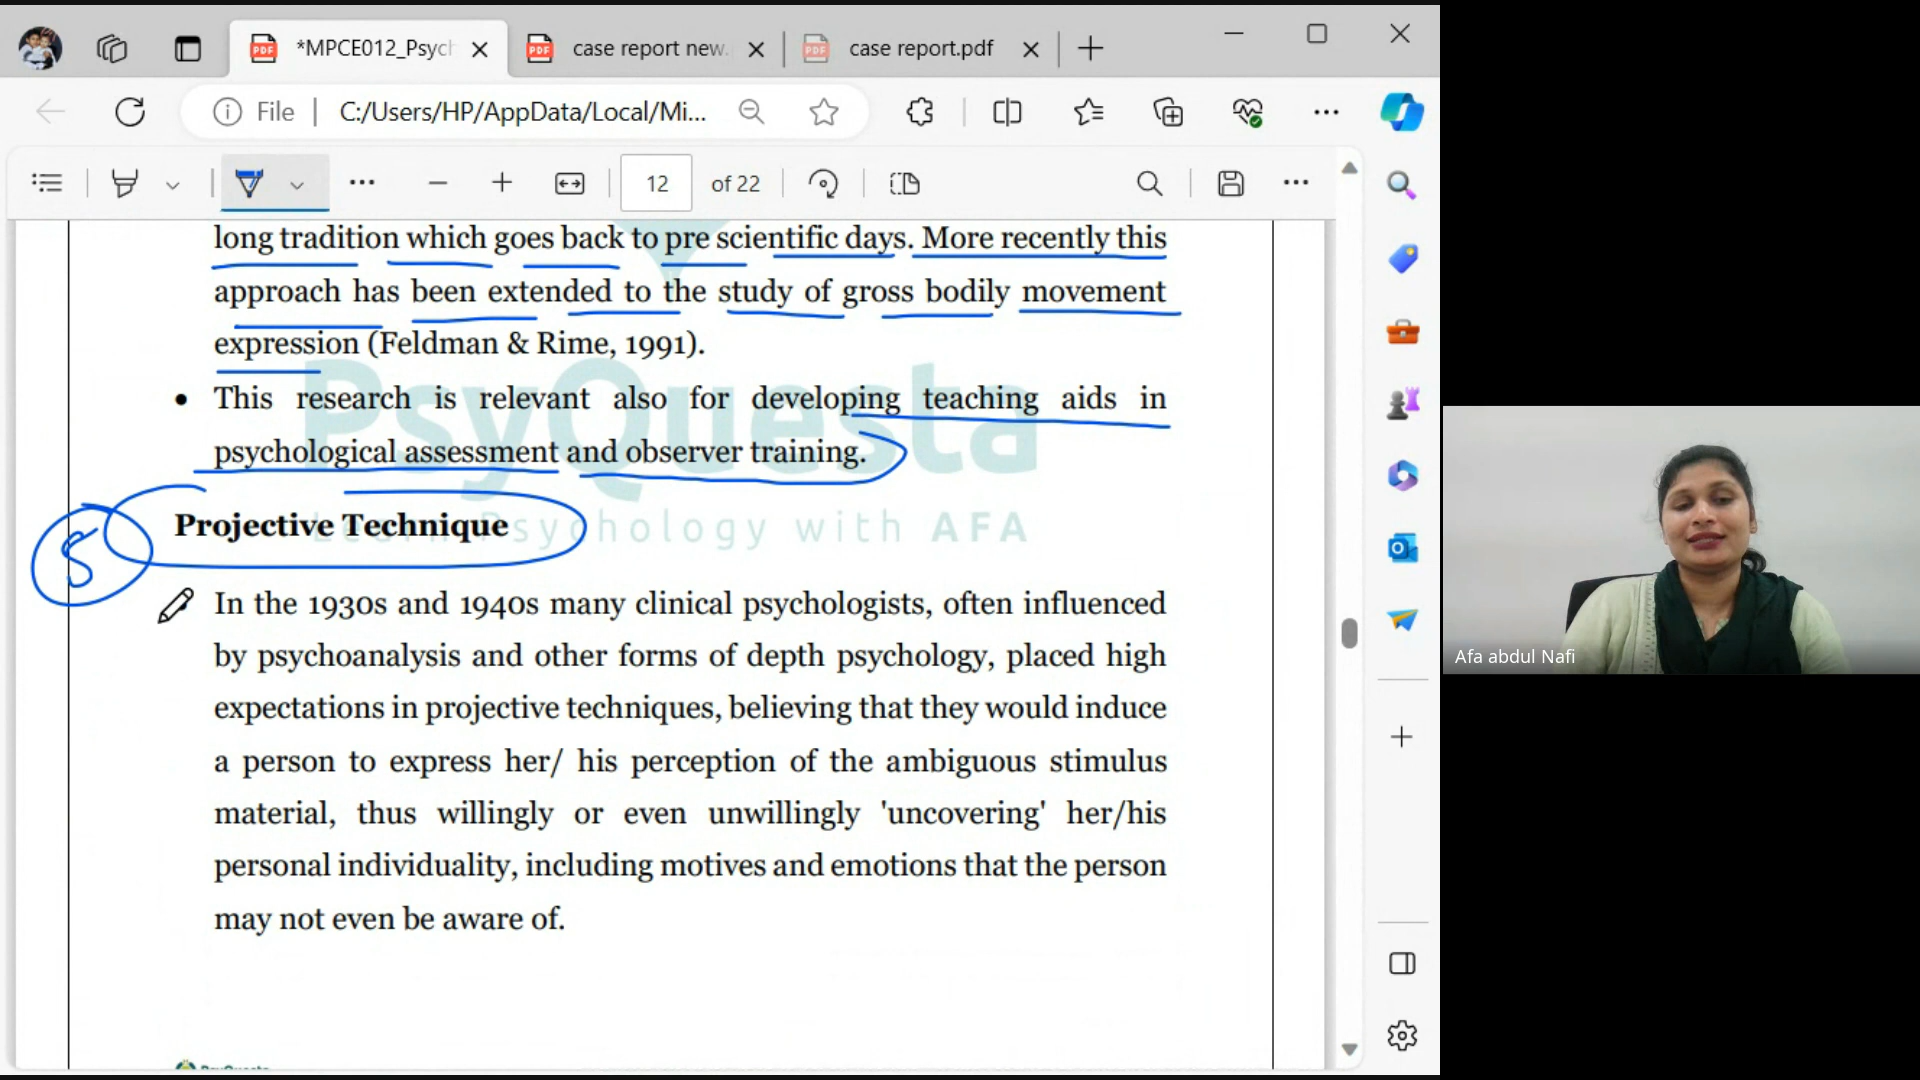 *MPCE012_Psych
case report new.
case report.pdf
File
C:/Users/HP/AppData/Local/Mi...
12
of 22
long tradition which goes back to pre scientific days. More recently this
approach has been extended to the study of gross bodily movement
expression (Feldman & Rime, 1991).
• This research is relevant also for developing teaching aids in
psychological assessment and observer training.
PsyQuesta
Learn Psychology with AFA
5
Projective Technique
In the 1930s and 1940s many clinical psychologists, often influenced
by psychoanalysis and other forms of depth psychology, placed high
expectations in projective techniques, believing that they would induce
a person to express her/ his perception of the ambiguous stimulus
material, thus willingly or even unwillingly 'uncovering' her/his
personal individuality, including motives and emotions that the person
may not even be aware of.
Afa abdul Nafi